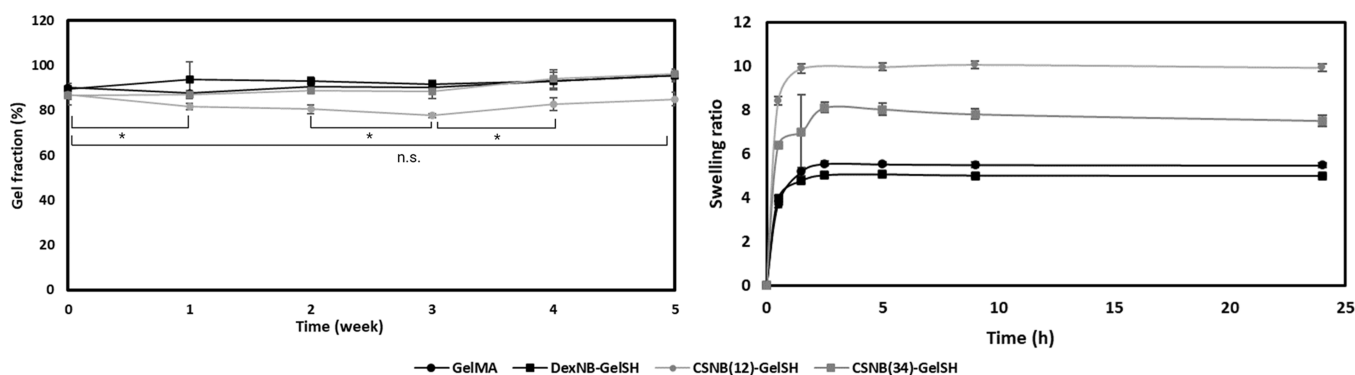 120
100
80
60
40
20
0
Gel fraction (%)
*
*
*
n.s.
0 1 2 3 4 5
Time (week)
12
10
8
6
4
2
0
Swelling ratio
0 5 10 15 20 25
Time (h)
GelMA DexNB-GelSH CSNB(12)-GelSH CSNB(34)-GelSH